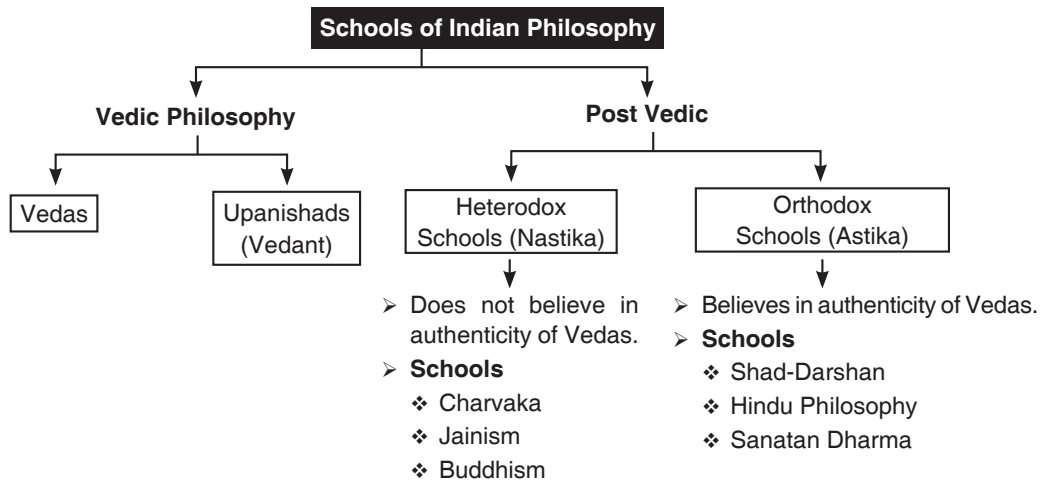 Schools of Indian Philosophy
Vedic Philosophy
Post Vedic
Vedas
Upanishads
(Vedant)
Heterodox
Schools (Nastika)
Orthodox
Schools (Astika)
➢ Does not believe in
authenticity of Vedas.
➢ Schools
❖ Charvaka
❖ Jainism
❖ Buddhism
➢ Believes in authenticity of Vedas.
➢ Schools
❖ Shad-Darshan
❖ Hindu Philosophy
❖ Sanatan Dharma